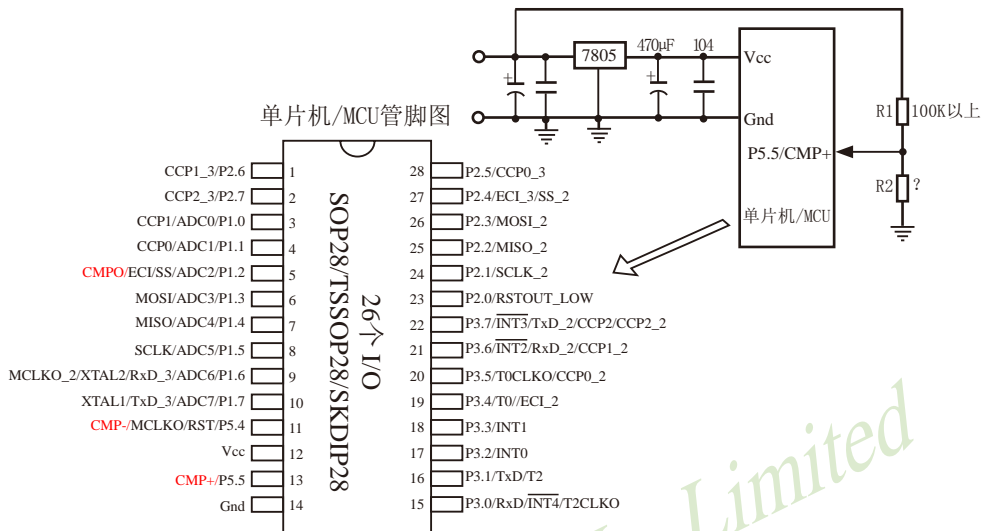 7805
470μF
104
Vcc
Gnd
P5.5/CMP+
单片机/MCU
R1
100K以上
R2
?
单片机/MCU管脚图
SOP28/TSSOP28/SKDIP28
26个 I/O
CCP1_3/P2.6 1
CCP2_3/P2.7 2
CCP1/ADC0/P1.0 3
CCP0/ADC1/P1.1 4
CMPO/ECI/SS/ADC2/P1.2 5
MOSI/ADC3/P1.3 6
MISO/ADC4/P1.4 7
SCLK/ADC5/P1.5 8
MCLKO_2/XTAL2/RxD_3/ADC6/P1.6 9
XTAL1/TxD_3/ADC7/P1.7 10
CMP-/MCLKO/RST/P5.4 11
Vcc 12
CMP+/P5.5 13
Gnd 14
28 P2.5/CCP0_3
27 P2.4/ECI_3/SS_2
26 P2.3/MOSI_2
25 P2.2/MISO_2
24 P2.1/SCLK_2
23 P2.0/RSTOUT_LOW
22 P3.7/INT3/TxD_2/CCP2/CCP2_2
21 P3.6/INT2/RxD_2/CCP1_2
20 P3.5/T0CLKO/CCP0_2
19 P3.4/T0//ECI_2
18 P3.3/INT1
17 P3.2/INT0
16 P3.1/TxD/T2
15 P3.0/RxD/INT4/T2CLKO
Limited